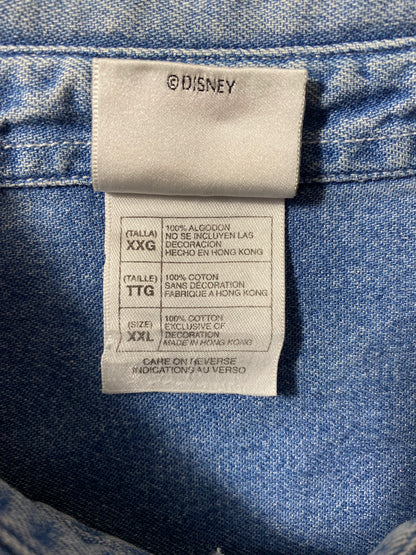 ©DISNEY
(TALLA)
XXG
100% ALGODON
NO SE INCLUYEN LAS
DECORACION
HECHO EN HONG KONG
(TAILLE)
TTG
100% COTON
SANS DÉCORATION
FABRIQUE A HONG KONG
(SIZE)
XXL
100% COTTON
EXCLUSIVE OF
DECORATION
MADE IN HONG KONG
CARE ON REVERSE
INDICATIONS AU VERSO